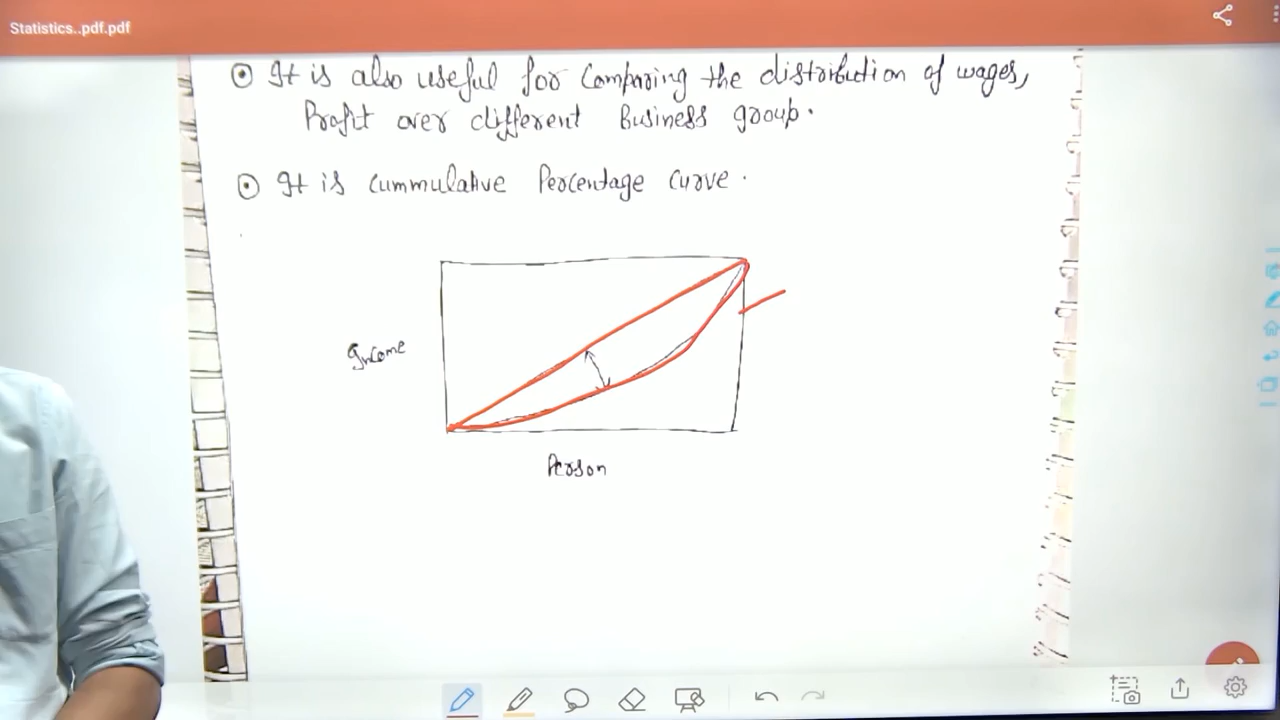 Statistics..pdf.pdf
⊙ It is also useful for Comparing the distribution of wages,
Profit over different Business group.
⊙ It is Cummulative Percentage Curve.
Income
Person